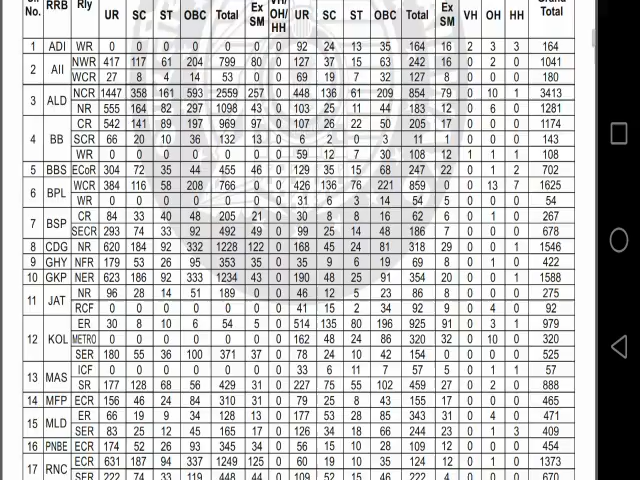 No. RRB Rly UR SC ST OBC Total Ex SM VH/ OH/ HH UR SC ST OBC Total Ex SM VH OH HH Grand Total
1 ADI WR 0 0 0 0 0 0 0 92 24 13 35 164 16 2 3 3 164
2 All NWR 417 117 61 204 799 80 0 127 37 15 63 242 16 0 2 0 1041
WCR 27 8 4 14 53 0 0 69 19 7 32 127 8 0 0 0 180
3 ALD NCR 1447 358 161 593 2559 257 0 448 136 61 209 854 79 0 10 1 3413
NR 555 164 82 297 1098 43 0 103 25 11 44 183 12 0 6 0 1281
4 BB CR 542 141 89 197 969 97 0 107 26 22 50 205 17 0 0 0 1174
SCR 66 20 10 36 132 13 0 6 2 0 3 11 1 0 0 0 143
WR 0 0 0 0 0 0 0 59 12 7 30 108 12 1 1 1 108
5 BBS ECoR 304 72 35 44 455 46 0 129 35 15 68 247 22 0 1 2 702
6 BPL WCR 384 116 58 208 766 0 0 426 136 76 221 859 0 0 13 7 1625
WR 0 0 0 0 0 0 0 31 6 3 14 54 5 0 0 0 54
7 BSP CR 84 33 40 48 205 21 0 30 8 8 16 62 6 0 1 0 267
SECR 293 74 33 92 492 49 0 99 25 14 48 186 7 0 0 0 678
8 CDG NR 620 184 92 332 1228 122 0 168 45 24 81 318 29 0 0 1 1546
9 GHY NFR 179 53 26 95 353 35 0 35 9 6 19 69 8 0 1 0 422
10 GKP NER 623 186 92 333 1234 43 0 190 48 25 91 354 20 0 0 1 1588
11 JAT NR 96 28 14 51 189 0 0 46 12 5 23 86 8 0 0 0 275
RCF 0 0 0 0 0 0 0 41 15 2 34 92 9 0 4 0 92
12 KOL ER 30 8 10 6 54 5 0 514 135 80 196 925 91 0 3 1 979
METRO 0 0 0 0 0 0 0 162 48 24 86 320 32 0 10 0 320
SER 180 55 36 100 371 37 0 78 24 10 42 154 0 0 0 0 525
13 MAS ICF 0 0 0 0 0 0 0 33 6 11 7 57 5 0 1 1 57
SR 177 128 68 56 429 31 0 227 75 55 102 459 27 0 2 0 888
14 MFP ECR 156 46 24 84 310 31 0 79 25 8 43 155 17 0 0 0 465
15 MLD ER 66 19 9 34 128 13 0 177 53 28 85 343 31 0 4 0 471
SER 83 25 12 45 165 17 0 126 34 18 66 244 23 0 1 3 409
16 PNBE ECR 174 52 26 93 345 34 0 56 15 10 28 109 12 0 0 0 454
17 RNC ECR 631 187 94 337 1249 125 0 60 19 10 35 124 12 0 1 0 1373
SER 222 74 33 119 448 44 0 109 52 15 46 222 4 0 0 0 670